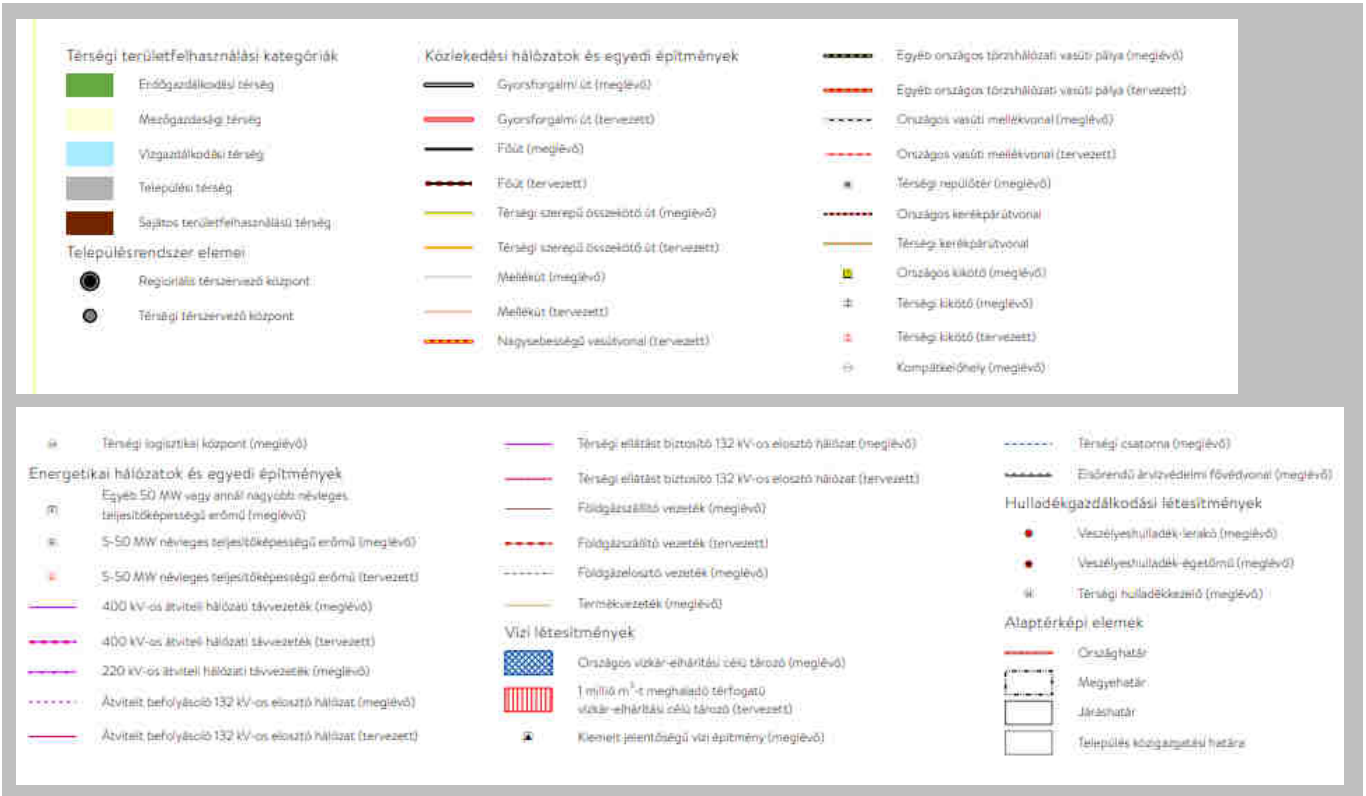 Térségi területfelhasználási kategóriák
Erdőgazdálkodási térség
Mezőgazdasági térség
Vízgazdálkodási térség
Települési térség
Sajátos területfelhasználású térség
Településrendszer elemei
Regionális térszervező központ
Térségi térszervező központ
Közlekedési hálózatok és egyedi építmények
Gyorsforgalmi út (meglévő)
Gyorsforgalmi út (tervezett)
Főút (meglévő)
Főút (tervezett)
Térségi szerepű összekötő út (meglévő)
Térségi szerepű összekötő út (tervezett)
Mellékút (meglévő)
Mellékút (tervezett)
Nagysebességű vasútvonal (tervezett)
Egyéb országos törzshálózati vasúti pálya (meglévő)
Egyéb országos törzshálózati vasúti pálya (tervezett)
Országos vasúti mellékvonal (meglévő)
Országos vasúti mellékvonal (tervezett)
Térségi repülőtér (meglévő)
Országos kerékpárútvonal
Térségi kerékpárútvonal
Országos kikötő (meglévő)
Térségi kikötő (meglévő)
Térségi kikötő (tervezett)
Kompátkelőhely (meglévő)
Térségi logisztikai központ (meglévő)
Energetikai hálózatok és egyedi építmények
Egyéb 50 MW vagy annál nagyobb névleges
teljesítőképességű erőmű (meglévő)
5-50 MW névleges teljesítőképességű erőmű (meglévő)
5-50 MW névleges teljesítőképességű erőmű (tervezett)
400 kV-os átviteli hálózati távvezeték (meglévő)
400 kV-os átviteli hálózati távvezeték (tervezett)
220 kV-os átviteli hálózati távvezeték (meglévő)
Átvitelt befolyásoló 132 kV-os elosztó hálózat (meglévő)
Átvitelt befolyásoló 132 kV-os elosztó hálózat (tervezett)
Térségi ellátást biztosító 132 kV-os elosztó hálózat (meglévő)
Térségi ellátást biztosító 132 kV-os elosztó hálózat (tervezett)
Földgázszállító vezeték (meglévő)
Földgázszállító vezeték (tervezett)
Földgázelosztó vezeték (meglévő)
Termékvezeték (meglévő)
Vízi létesítmények
Országos vízkár-elhárítási célú tározó (meglévő)
1 millió m³-t meghaladó térfogatú
vízkár-elhárítási célú tározó (tervezett)
Kiemelt jelentőségű vízi építmény (meglévő)
Térségi csatorna (meglévő)
Elsőrendű árvízvédelmi fővédvonal (meglévő)
Hulladékgazdálkodási létesítmények
Veszélyeshulladék-lerakó (meglévő)
Veszélyeshulladék-égetőmű (meglévő)
Térségi hulladékkezelő (meglévő)
Alaptérképi elemek
Országhatár
Megyehatár
Járáshatár
Település közigazgatási határa